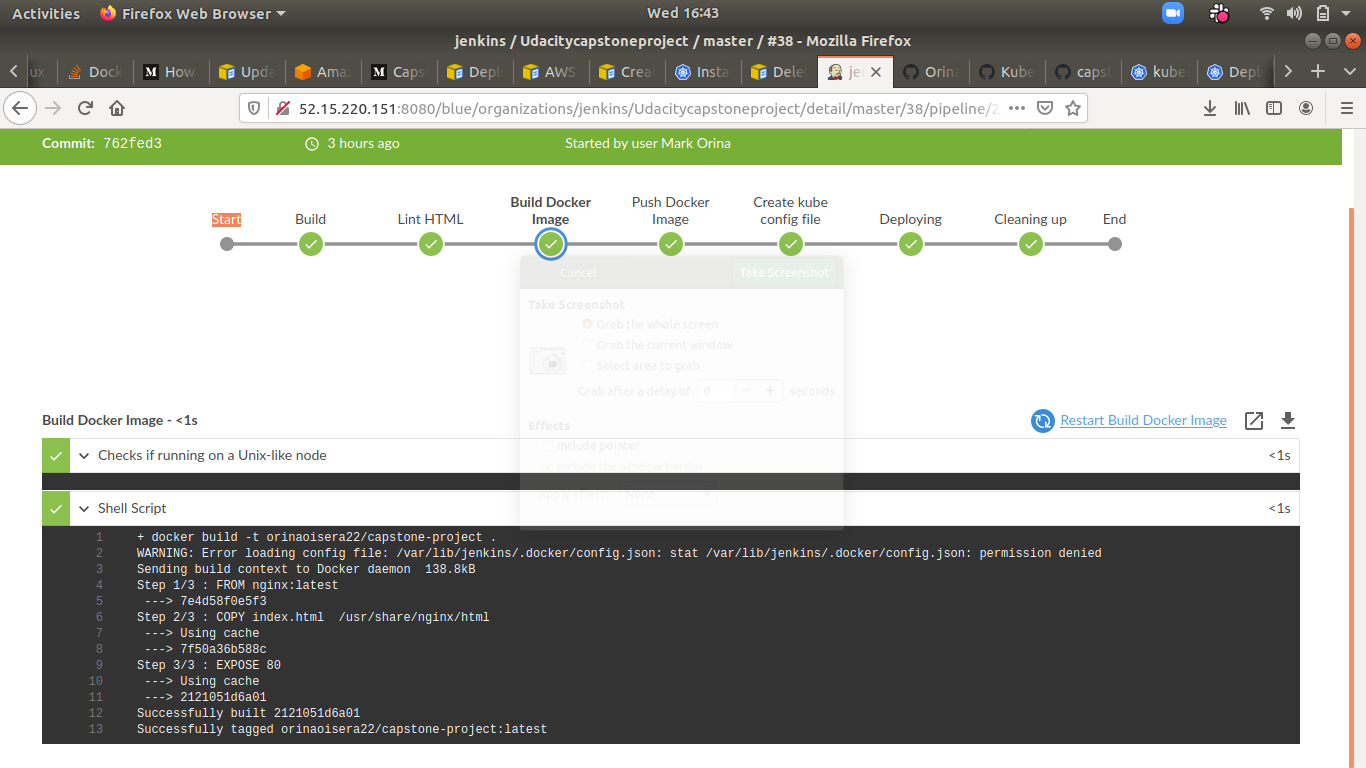 Activities Firefox Web Browser Wed 16:43
jenkins / Udacitycapstoneproject / master / #38 - Mozilla Firefox
ux Dock How Upda Amaz Caps Depl AWS Crea Insta Delet je Orina Kube capst kube Depl
52.15.220.151:8080/blue/organizations/jenkins/Udacitycapstoneproject/detail/master/38/pipeline/2
Commit: 762fed3 3 hours ago Started by user Mark Orina
Start Build Lint HTML Build Docker Image Push Docker Image Create kube config file Deploying Cleaning up End
Cancel Take Screenshot
Take Screenshot
Grab the whole screen
Grab the current window
Select area to grab
Grab after a delay of 0 − + seconds
Effects
Include pointer
Include the window border
Apply effect: None
Build Docker Image - <1s Restart Build Docker Image
Checks if running on a Unix-like node <1s
Shell Script <1s
1 + docker build -t orinaoisera22/capstone-project .
2 WARNING: Error loading config file: /var/lib/jenkins/.docker/config.json: stat /var/lib/jenkins/.docker/config.json: permission denied
3 Sending build context to Docker daemon  138.8kB
4 Step 1/3 : FROM nginx:latest
5  ---> 7e4d58f0e5f3
6 Step 2/3 : COPY index.html  /usr/share/nginx/html
7  ---> Using cache
8  ---> 7f50a36b588c
9 Step 3/3 : EXPOSE 80
10  ---> Using cache
11  ---> 2121051d6a01
12 Successfully built 2121051d6a01
13 Successfully tagged orinaoisera22/capstone-project:latest